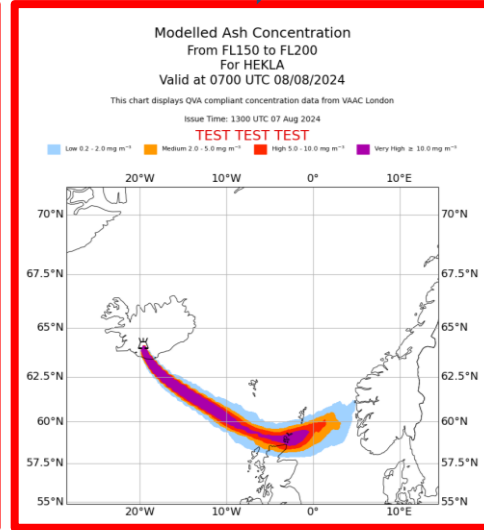 Modelled Ash Concentration
From FL150 to FL200
For HEKLA
Valid at 0700 UTC 08/08/2024
This chart displays QVA compliant concentration data from VAAC London
Issue Time: 1300 UTC 07 Aug 2024
TEST TEST TEST
Low 0.2 - 2.0 mg m⁻³ Medium 2.0 - 5.0 mg m⁻³ High 5.0 - 10.0 mg m⁻³ Very High ≥ 10.0 mg m⁻³
20°W 10°W 0° 10°E
70°N 70°N
67.5°N 67.5°N
65°N 65°N
62.5°N 62.5°N
60°N 60°N
57.5°N 57.5°N
55°N 55°N
20°W 10°W 0° 10°E